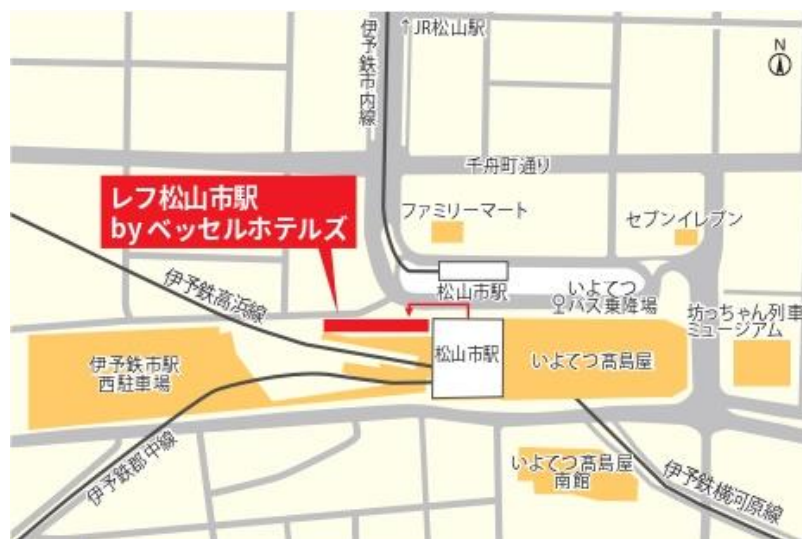 ↑JR松山駅
伊予鉄市内線
N
千舟町通り
レフ松山市駅
by ベッセルホテルズ
ファミリーマート
セブンイレブン
伊予鉄高浜線
松山市駅
いよてつ
バス乗降場
坊っちゃん列車
ミュージアム
伊予鉄市駅
西駐車場
松山市駅
いよてつ髙島屋
伊予鉄郡中線
いよてつ髙島屋
南館
伊予鉄横河原線